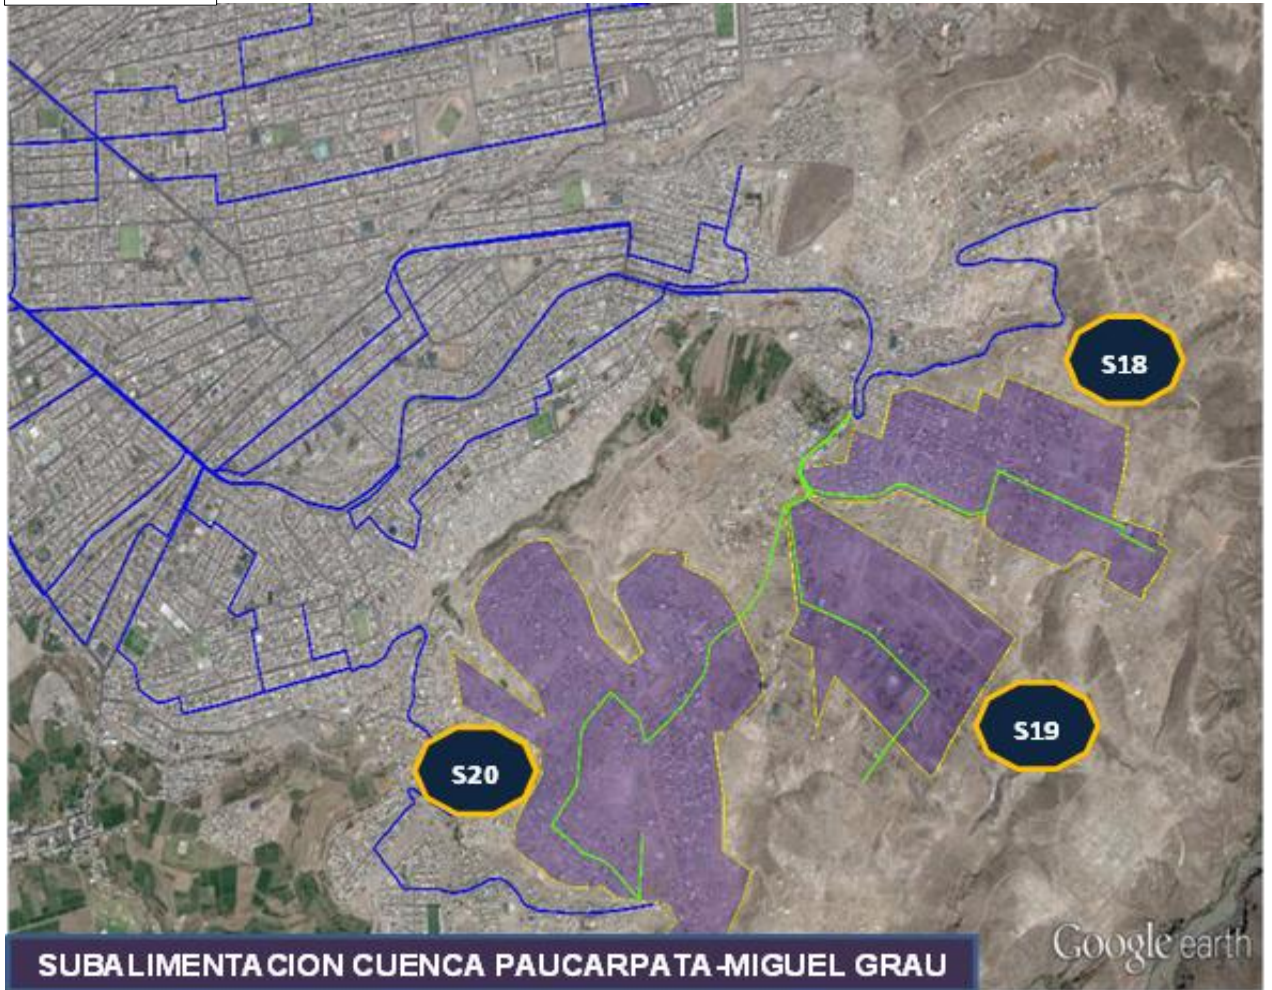 S18
S19
S20
Google earth
SUBALIMENTACION CUENCA PAUCARPATA-MIGUEL GRAU